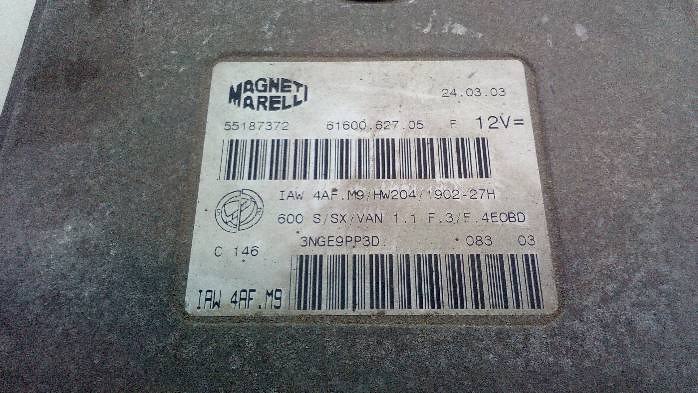 MAGNETI
MARELLI
24.03.03
55187372 61600.627.05 F 12V=
IAW 4AF.M9/HW204/1902-27H
600 S/SX/VAN 1.1 F.3/F.4EOBD
C 146
3NGE9PP3D. 083 03
IAW 4AF.M9